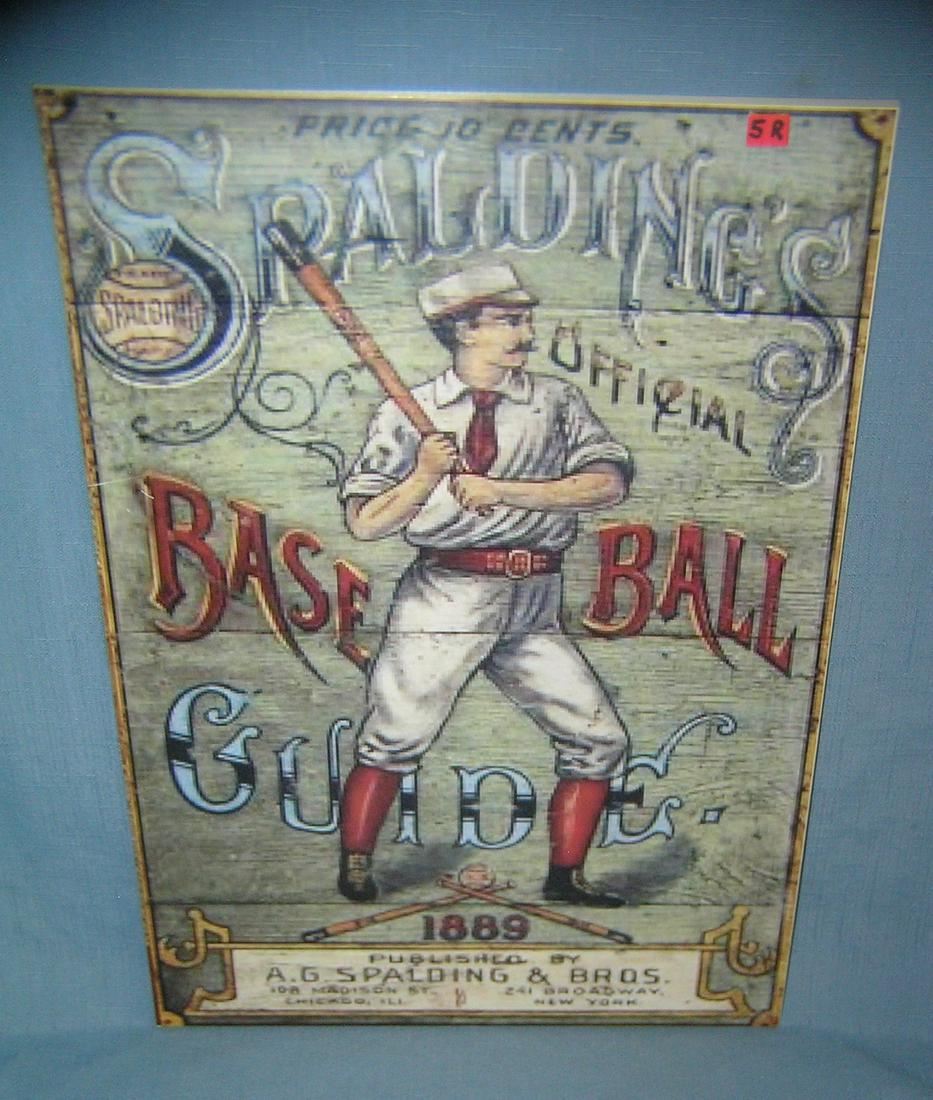 PRICE 10 CENTS.
5 R
SPALDING'S
SPALDING
OFFICIAL
BASE BALL
GUIDE.
1889
PUBLISHED BY
A.G. SPALDING & BROS.
108 MADISON ST. 241 BROADWAY,
CHICAGO, ILL. NEW YORK.